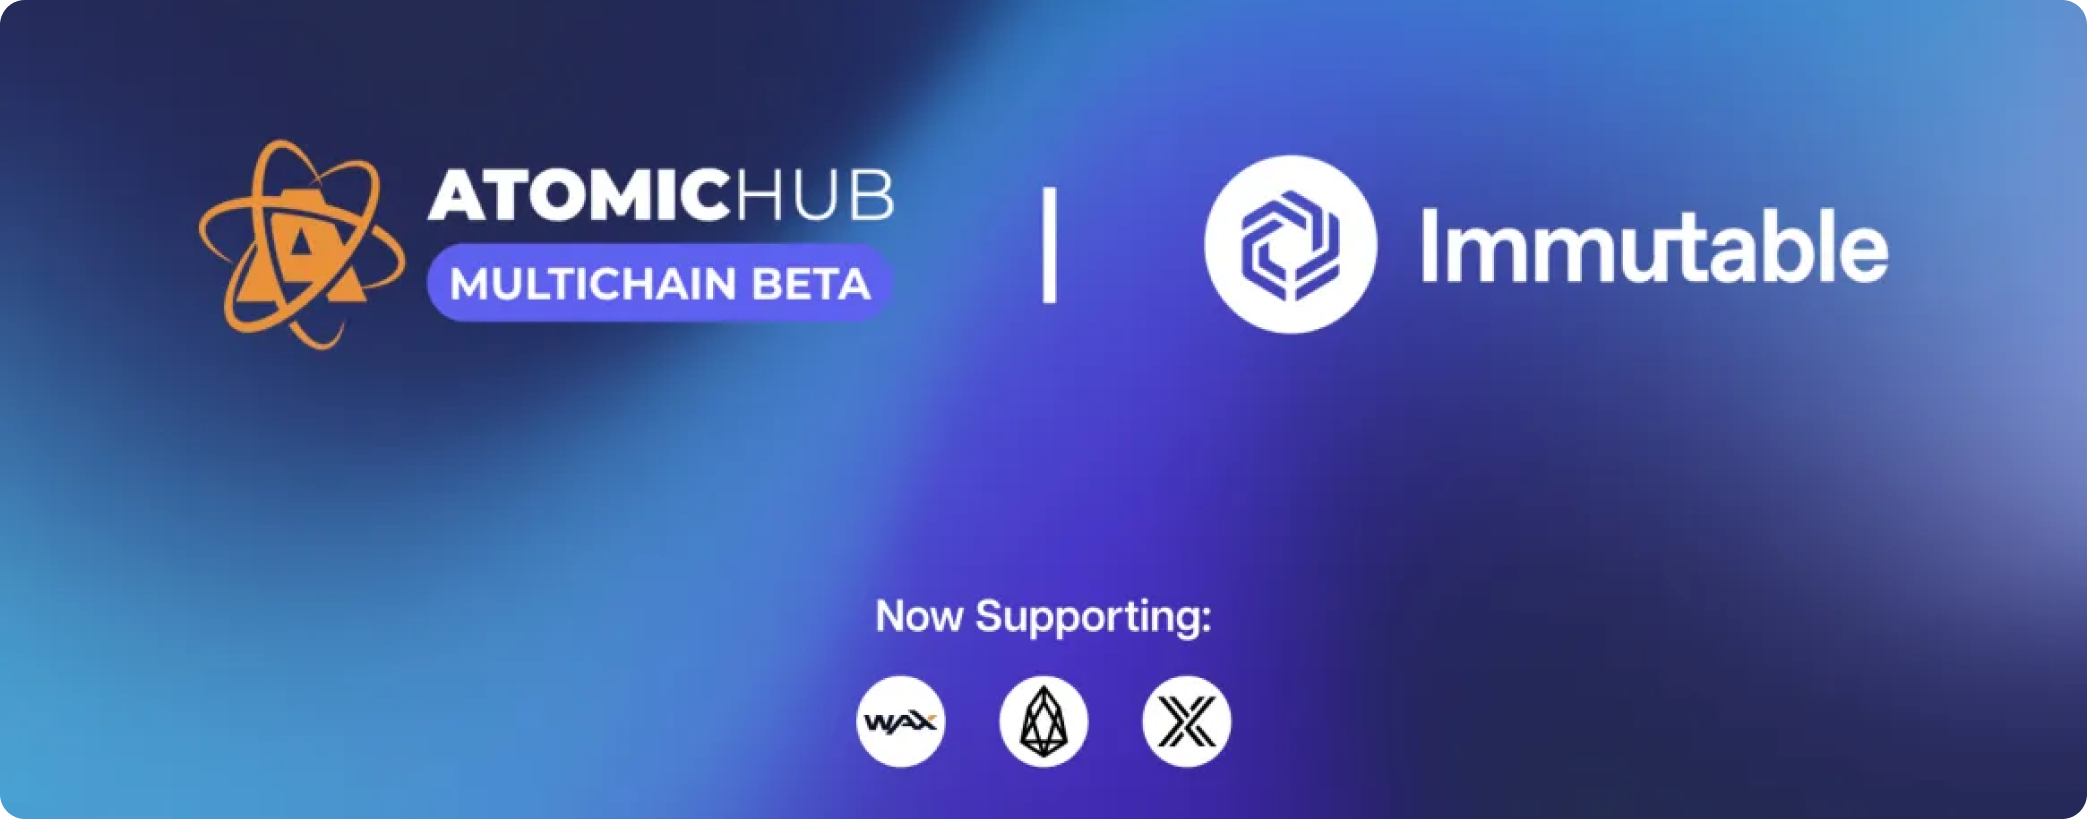 ATOMICHUB
MULTICHAIN BETA
Immutable
Now Supporting:
WAX